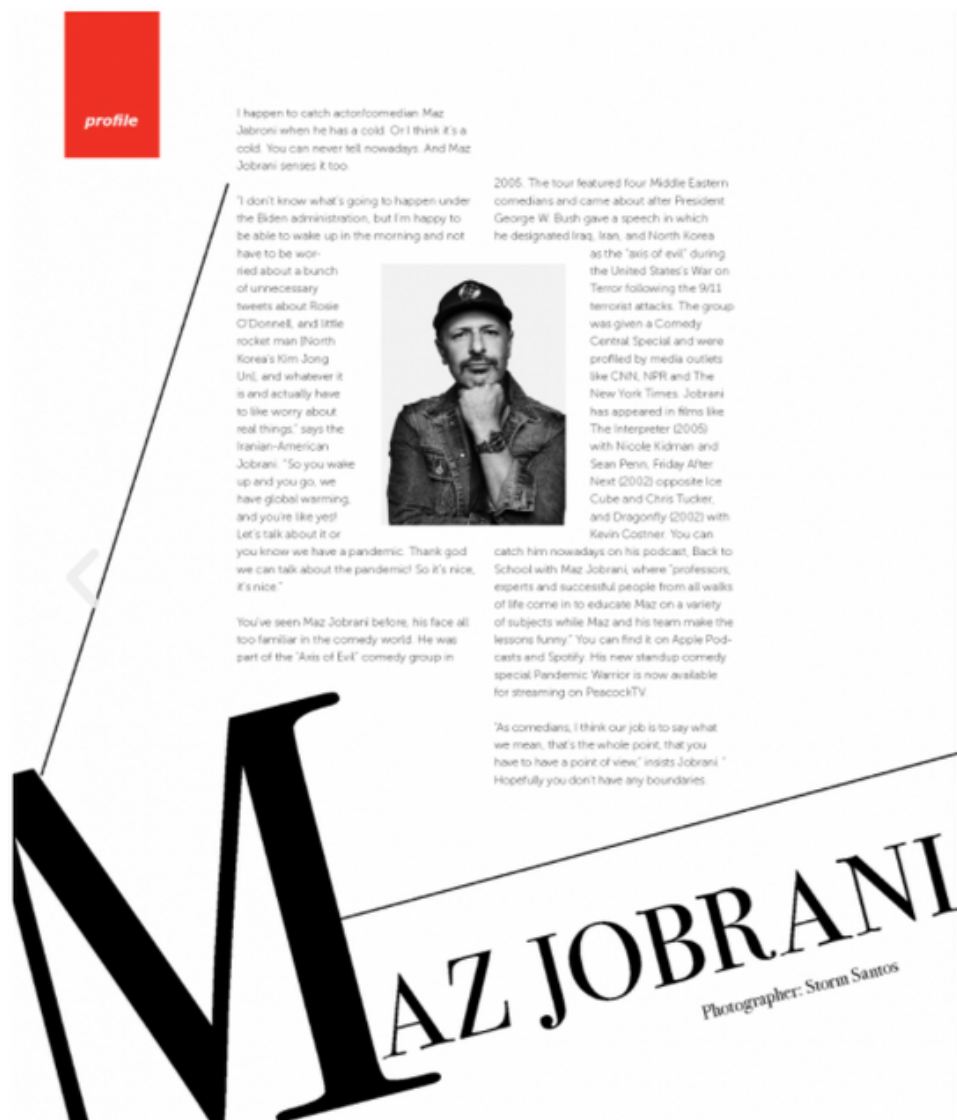 profile
I happen to catch actor/comedian Maz
Jabroni when he has a cold. Or I think it's a
cold. You can never tell nowadays. And Maz
Jobrani senses it too.
"I don't know what's going to happen under
the Biden administration, but I'm happy to
be able to wake up in the morning and not
have to be wor-
ried about a bunch
of unnecessary
tweets about Rosie
O'Donnell, and little
rocket man [North
Korea's Kim Jong
Un], and whatever it
is and actually have
to like worry about
real things," says the
Iranian-American
Jobrani. "So you wake
up and you go, we
have global warming,
and you're like yes!
Let's talk about it or
you know we have a pandemic. Thank god
we can talk about the pandemic! So it's nice,
it's nice."
You've seen Maz Jobrani before, his face all
too familiar in the comedy world. He was
part of the "Axis of Evil" comedy group in
2005. The tour featured four Middle Eastern
comedians and came about after President
George W. Bush gave a speech in which
he designated Iraq, Iran, and North Korea
as the "axis of evil" during
the United States's War on
Terror following the 9/11
terrorist attacks. The group
was given a Comedy
Central Special and were
profiled by media outlets
like CNN, NPR and The
New York Times. Jobrani
has appeared in films like
The Interpreter (2005)
with Nicole Kidman and
Sean Penn, Friday After
Next (2002) opposite Ice
Cube and Chris Tucker,
and Dragonfly (2002) with
Kevin Costner. You can
catch him nowadays on his podcast, Back to
School with Maz Jobrani, where "professors,
experts and successful people from all walks
of life come in to educate Maz on a variety
of subjects while Maz and his team make the
lessons funny." You can find it on Apple Pod-
casts and Spotify. His new standup comedy
special Pandemic Warrior is now available
for streaming on PeacockTV.
"As comedians, I think our job is to say what
we mean, that's the whole point, that you
have to have a point of view," insists Jobrani. "
Hopefully you don't have any boundaries.
MAZ JOBRANI
Photographer: Storm Santos